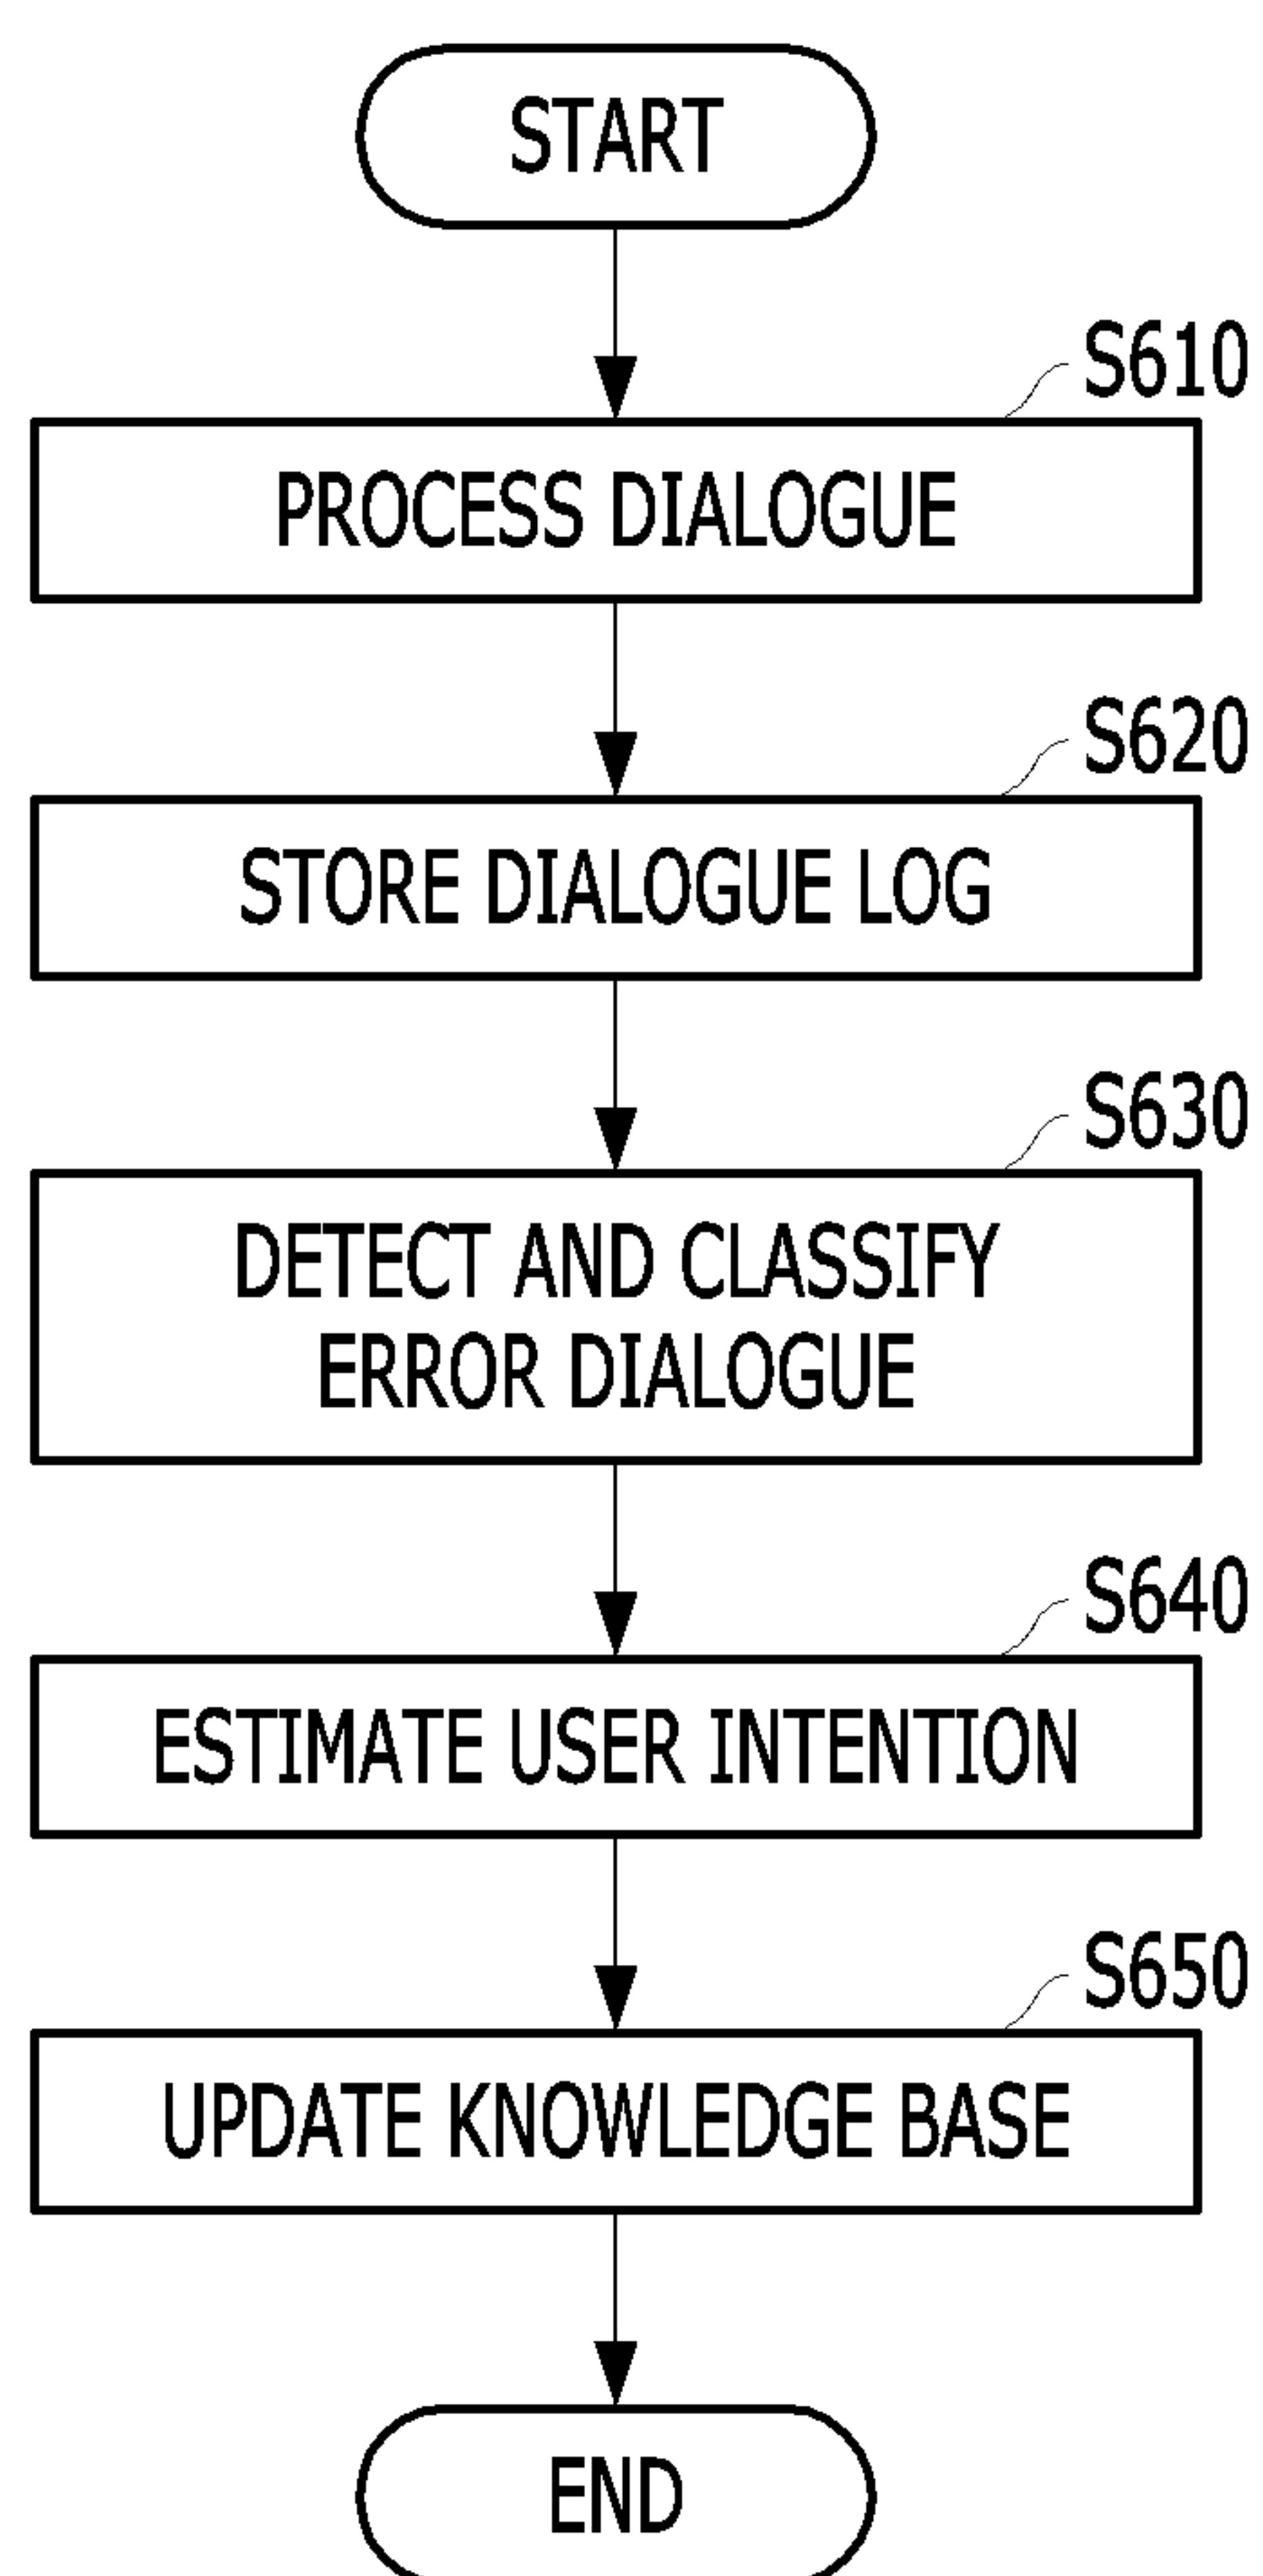 START
S610
PROCESS DIALOGUE
S620
STORE DIALOGUE LOG
S630
DETECT AND CLASSIFY
ERROR DIALOGUE
S640
ESTIMATE USER INTENTION
S650
UPDATE KNOWLEDGE BASE
END